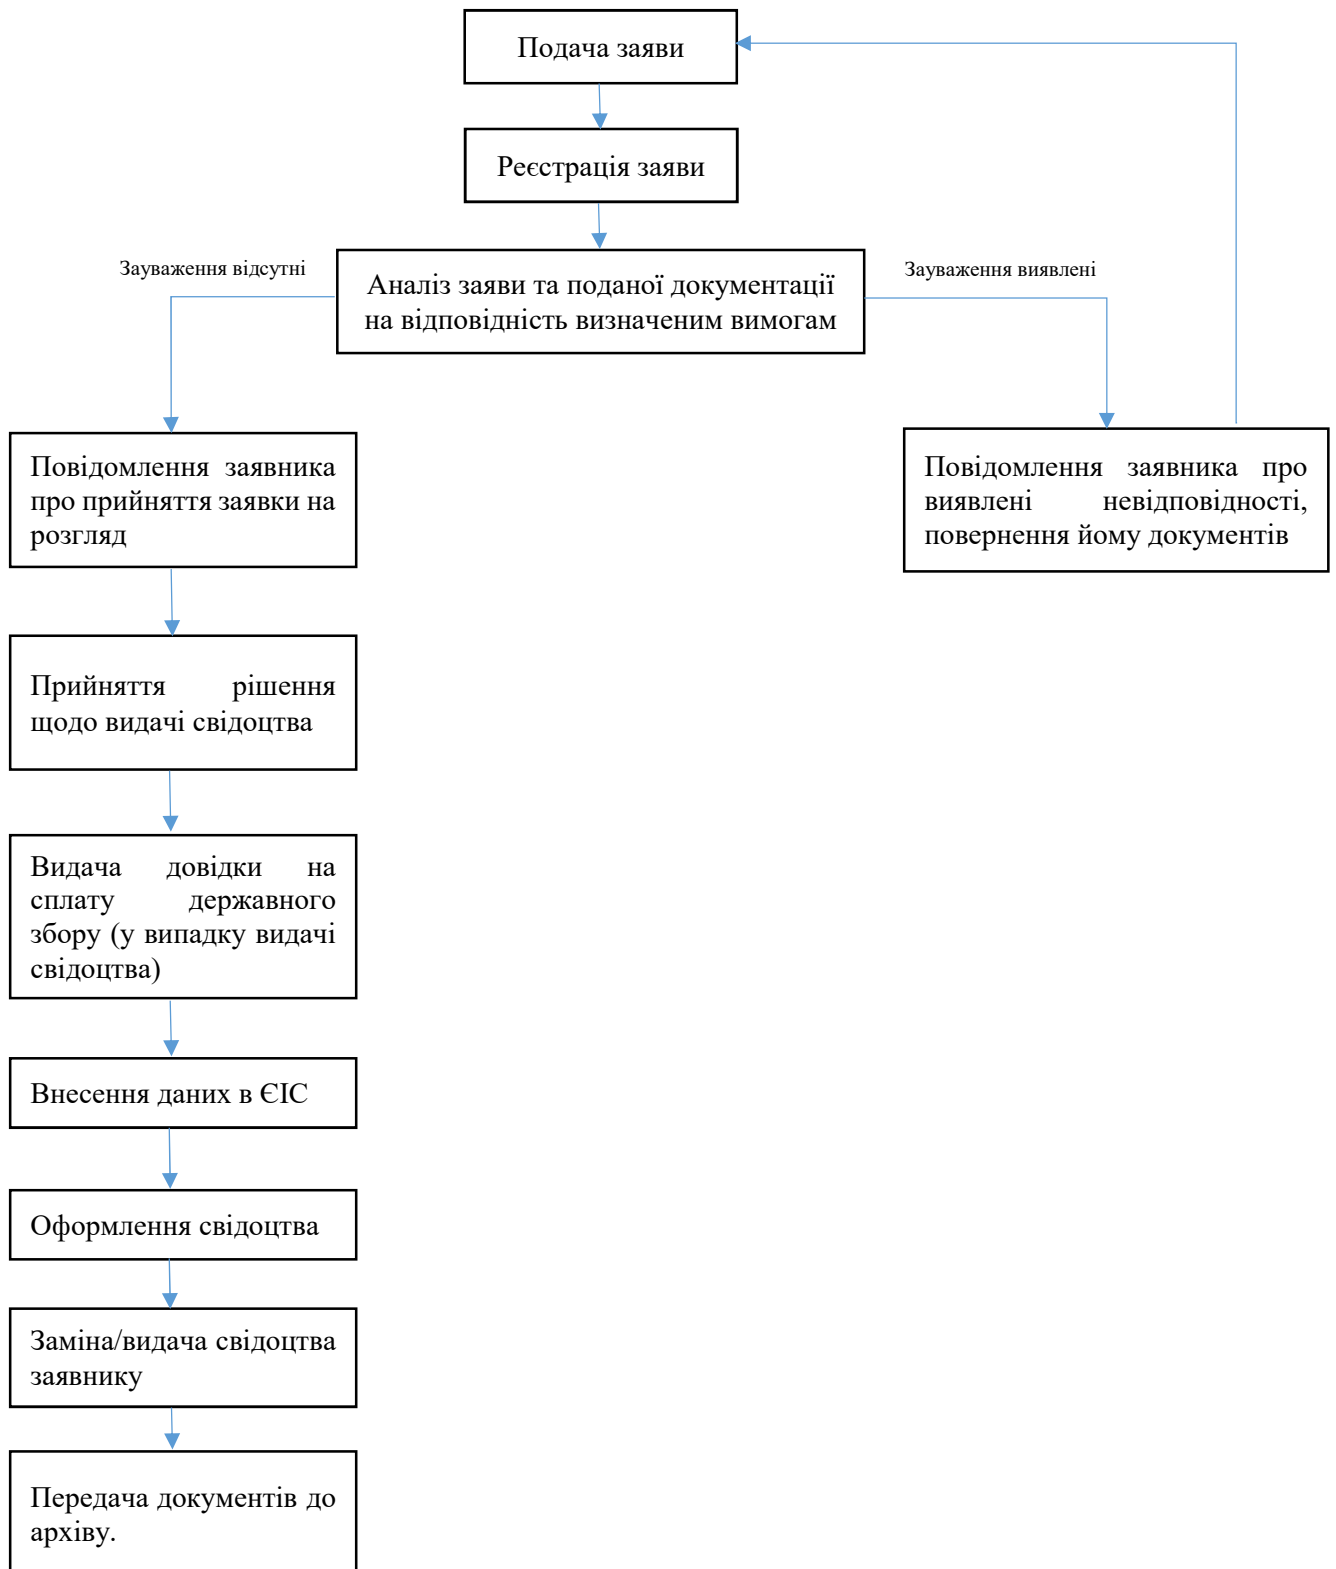 Подача заяви
Реєстрація заяви
Зауваження відсутні
Аналіз заяви та поданої документації
на відповідність визначеним вимогам
Зауваження виявлені
Повідомлення заявника
про прийняття заявки на
розгляд
Повідомлення заявника про
виявлені невідповідності,
повернення йому документів
Прийняття рішення
щодо видачі свідоцтва
Видача довідки на
сплату державного
збору (у випадку видачі
свідоцтва)
Внесення даних в ЄІС
Оформлення свідоцтва
Заміна/видача свідоцтва
заявнику
Передача документів до
архіву.